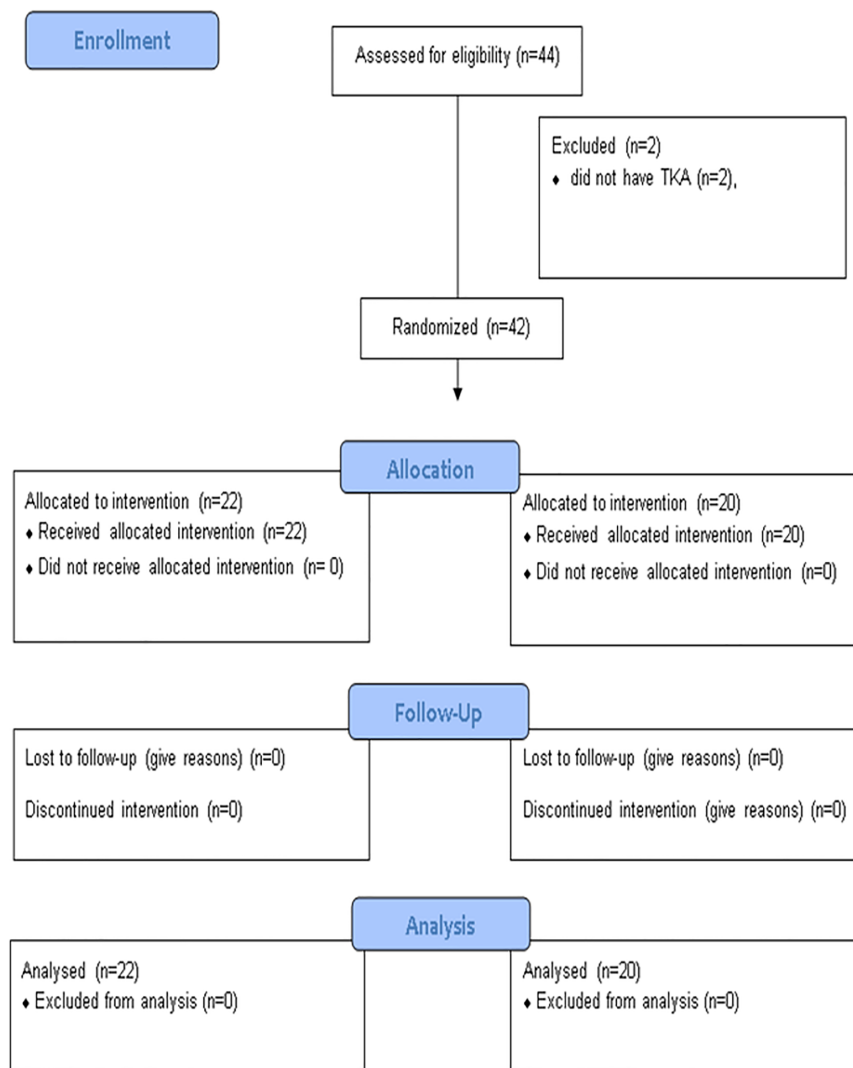 Enrollment
Assessed for eligibility (n=44)
Excluded (n=2)
♦ did not have TKA (n=2),
Randomized (n=42)
Allocation
Allocated to intervention (n=22)
♦ Received allocated intervention (n=22)
♦ Did not receive allocated intervention (n= 0)
Allocated to intervention (n=20)
♦ Received allocated intervention (n=20)
♦ Did not receive allocated intervention (n=0)
Follow-Up
Lost to follow-up (give reasons) (n=0)
Discontinued intervention (n=0)
Lost to follow-up (give reasons) (n=0)
Discontinued intervention (give reasons) (n=0)
Analysis
Analysed (n=22)
♦ Excluded from analysis (n=0)
Analysed (n=20)
♦ Excluded from analysis (n=0)